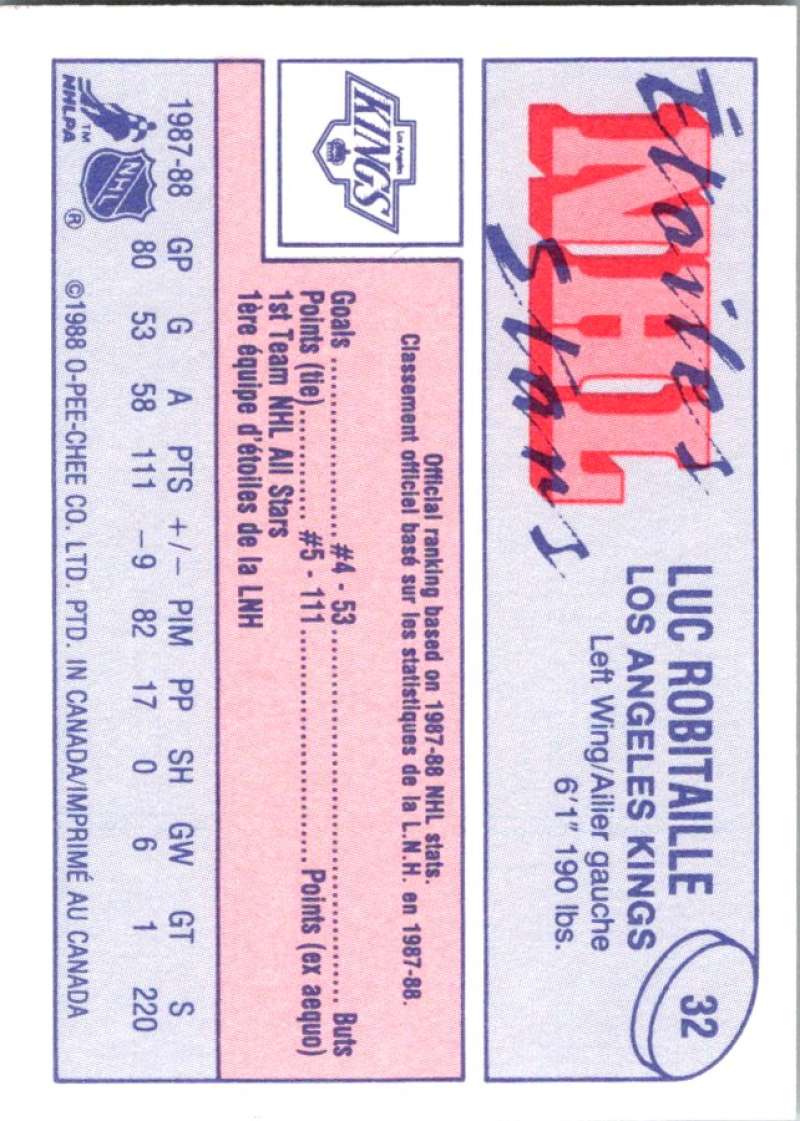 NHL
Étoiles
Stars
LUC ROBITAILLE
LOS ANGELES KINGS
Left Wing/Ailier gauche
6'1" 190 lbs.
32
Los Angeles
KINGS
Official ranking based on 1987-88 NHL stats.
Classement officiel basé sur les statistiques de la L.N.H. en 1987-88.
Goals ..................... #4 - 53 ..................................... Buts
Points (tie)............. #5 - 111......................... Points (ex aequo)
1st Team NHL All Stars
1ère équipe d'étoiles de la LNH
1987-88 GP G A PTS +/– PIM PP SH GW GT S
80 53 58 111 –9 82 17 0 6 1 220
TM
NHLPA
NHL
®
©1988 O-PEE-CHEE CO. LTD. PTD. IN CANADA/IMPRIMÉ AU CANADA